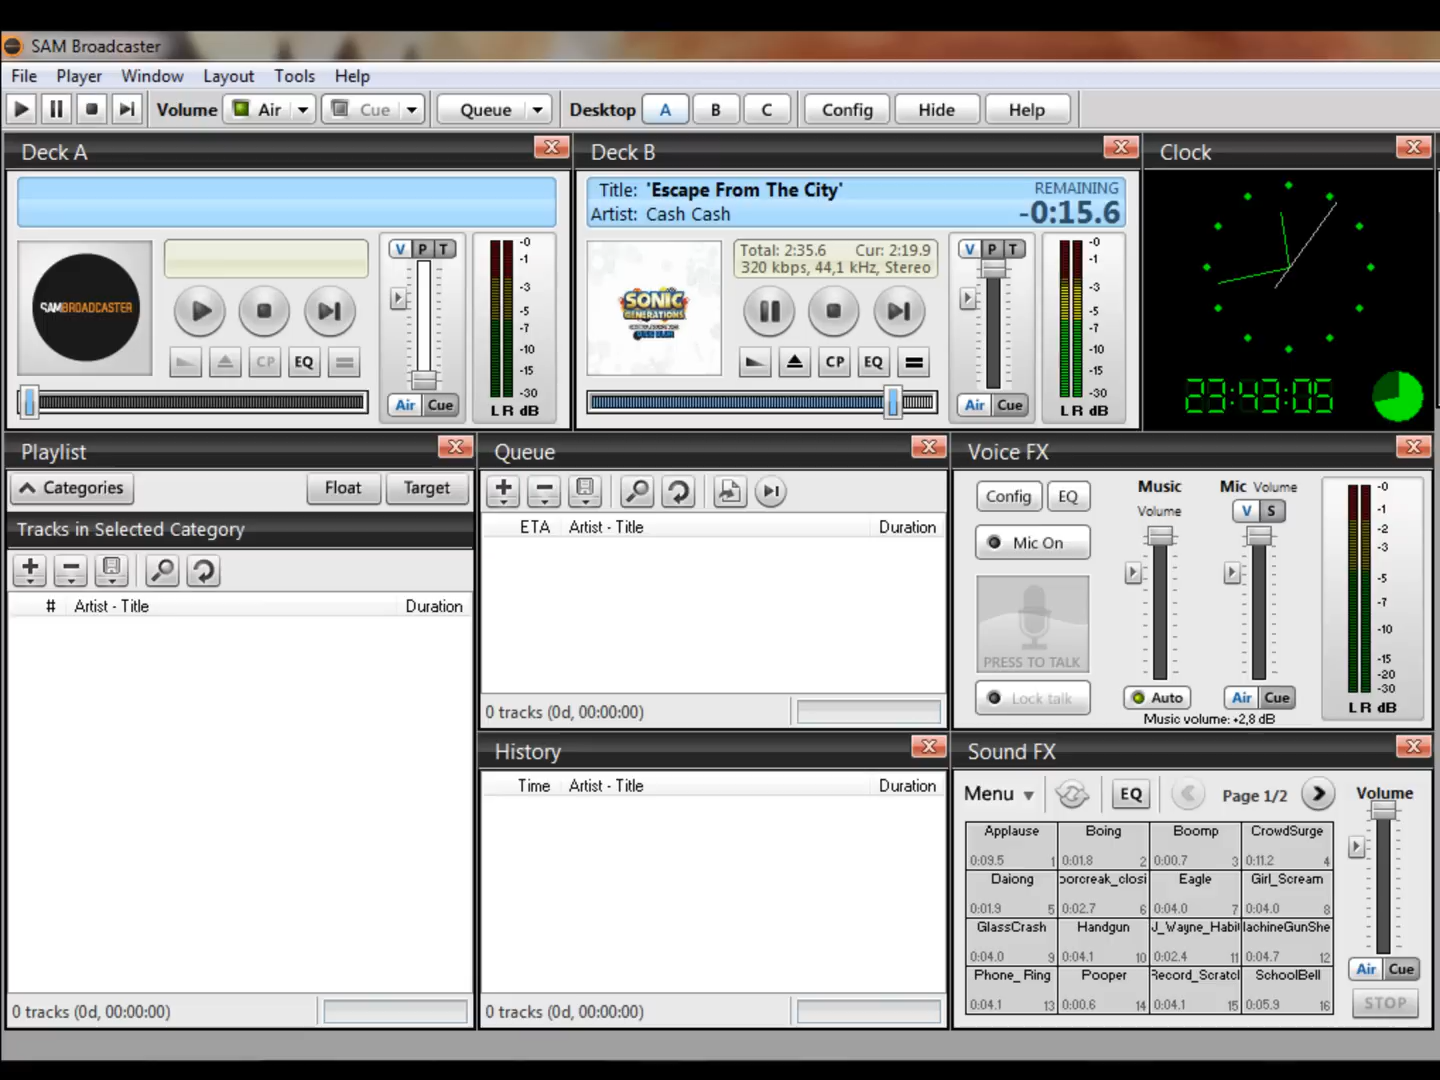 SAM Broadcaster
File Player Window Layout Tools Help
Volume Air Cue Queue Desktop A B C Config Hide Help
Deck A
SAMBROADCASTER
V P T
-0
-1
-3
-5
-7
-10
-15
-30
CP EQ
Air Cue
L R dB
Deck B
Title: 'Escape From The City'
Artist: Cash Cash
REMAINING
-0:15.6
SONIC
GENERATIONS
Total: 2:35.6 Cur: 2:19.9
320 kbps, 44,1 kHz, Stereo
V P T
-0
-1
-3
-5
-7
-10
-15
-30
CP EQ
Air Cue
L R dB
Clock
23:43:05
Playlist
Categories Float Target
Tracks in Selected Category
# Artist - Title Duration
0 tracks (0d, 00:00:00)
Queue
ETA Artist - Title Duration
0 tracks (0d, 00:00:00)
History
Time Artist - Title Duration
0 tracks (0d, 00:00:00)
Voice FX
Config EQ
Mic On
PRESS TO TALK
Lock talk
Music
Volume
Auto
Mic Volume
V S
Air Cue
Music volume: +2,8 dB
-0
-1
-2
-3
-5
-7
-10
-15
-20
-30
L R dB
Sound FX
Menu EQ Page 1/2 Volume
Applause Boing Boomp CrowdSurge
0:09.5 1 0:01.8 2 0:00.7 3 0:11.2 4
Daiong oorcreak_closi Eagle Girl_Scream
0:01.9 5 0:02.7 6 0:04.0 7 0:04.0 8
GlassCrash Handgun J_Wayne_Habi achineGunShe
0:04.0 9 0:04.1 10 0:02.4 11 0:04.7 12
Phone_Ring Pooper Record_Scratcl SchoolBell
0:04.1 13 0:00.6 14 0:04.1 15 0:05.9 16
Air Cue
STOP